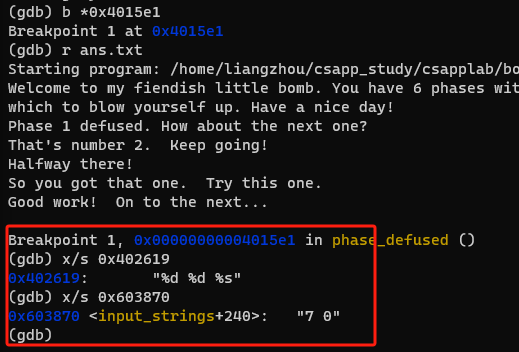 (gdb) b *0x4015e1
Breakpoint 1 at 0x4015e1
(gdb) r ans.txt
Starting program: /home/liangzhou/csapp_study/csapplab/bo
Welcome to my fiendish little bomb. You have 6 phases wit
which to blow yourself up. Have a nice day!
Phase 1 defused. How about the next one?
That's number 2.  Keep going!
Halfway there!
So you got that one.  Try this one.
Good work!  On to the next...
Breakpoint 1, 0x00000000004015e1 in phase_defused ()
(gdb) x/s 0x402619
0x402619:       "%d %d %s"
(gdb) x/s 0x603870
0x603870 <input_strings+240>:   "7 0"
(gdb)